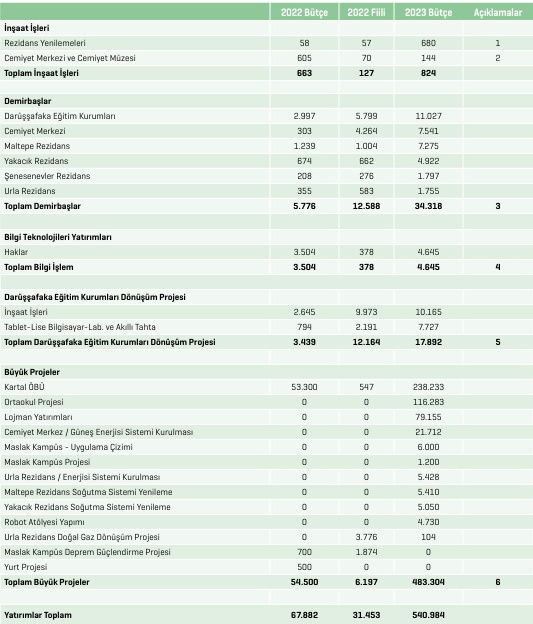 2022 Bütçe 2022 Fiili 2023 Bütçe Açıklamalar
İnşaat İşleri
Rezidans Yenilemeleri 58 57 680 1
Cemiyet Merkezi ve Cemiyet Müzesi 605 70 144 2
Toplam İnşaat İşleri 663 127 824
Demirbaşlar
Darüşşafaka Eğitim Kurumları 2.997 5.799 11.027
Cemiyet Merkezi 303 4.264 7.541
Maltepe Rezidans 1.239 1.004 7.275
Yakacık Rezidans 674 662 4.922
Şenesenevler Rezidans 208 276 1.797
Urla Rezidans 355 583 1.755
Toplam Demirbaşlar 5.776 12.588 34.318 3
Bilgi Teknolojileri Yatırımları
Haklar 3.504 378 4.645
Toplam Bilgi İşlem 3.504 378 4.645 4
Darüşşafaka Eğitim Kurumları Dönüşüm Projesi
İnşaat İşleri 2.645 9.973 10.165
Tablet-Lise Bilgisayar-Lab. ve Akıllı Tahta 794 2.191 7.727
Toplam Darüşşafaka Eğitim Kurumları Dönüşüm Projesi 3.439 12.164 17.892 5
Büyük Projeler
Kartal ÖBÜ 53.300 547 238.233
Ortaokul Projesi 0 0 116.283
Lojman Yatırımları 0 0 79.155
Cemiyet Merkez / Güneş Enerjisi Sistemi Kurulması 0 0 21.712
Maslak Kampüs - Uygulama Çizimi 0 0 6.000
Maslak Kampüs Projesi 0 0 1.200
Urla Rezidans / Enerjisi Sistemi Kurulması 0 0 5.428
Maltepe Rezidans Soğutma Sistemi Yenileme 0 0 5.410
Yakacık Rezidans Soğutma Sistemi Yenileme 0 0 5.050
Robot Atölyesi Yapımı 0 0 4.730
Urla Rezidans Doğal Gaz Dönüşüm Projesi 0 3.776 104
Maslak Kampüs Deprem Güçlendirme Projesi 700 1.874 0
Yurt Projesi 500 0 0
Toplam Büyük Projeler 54.500 6.197 483.304 6
Yatırımlar Toplam 67.882 31.453 540.984